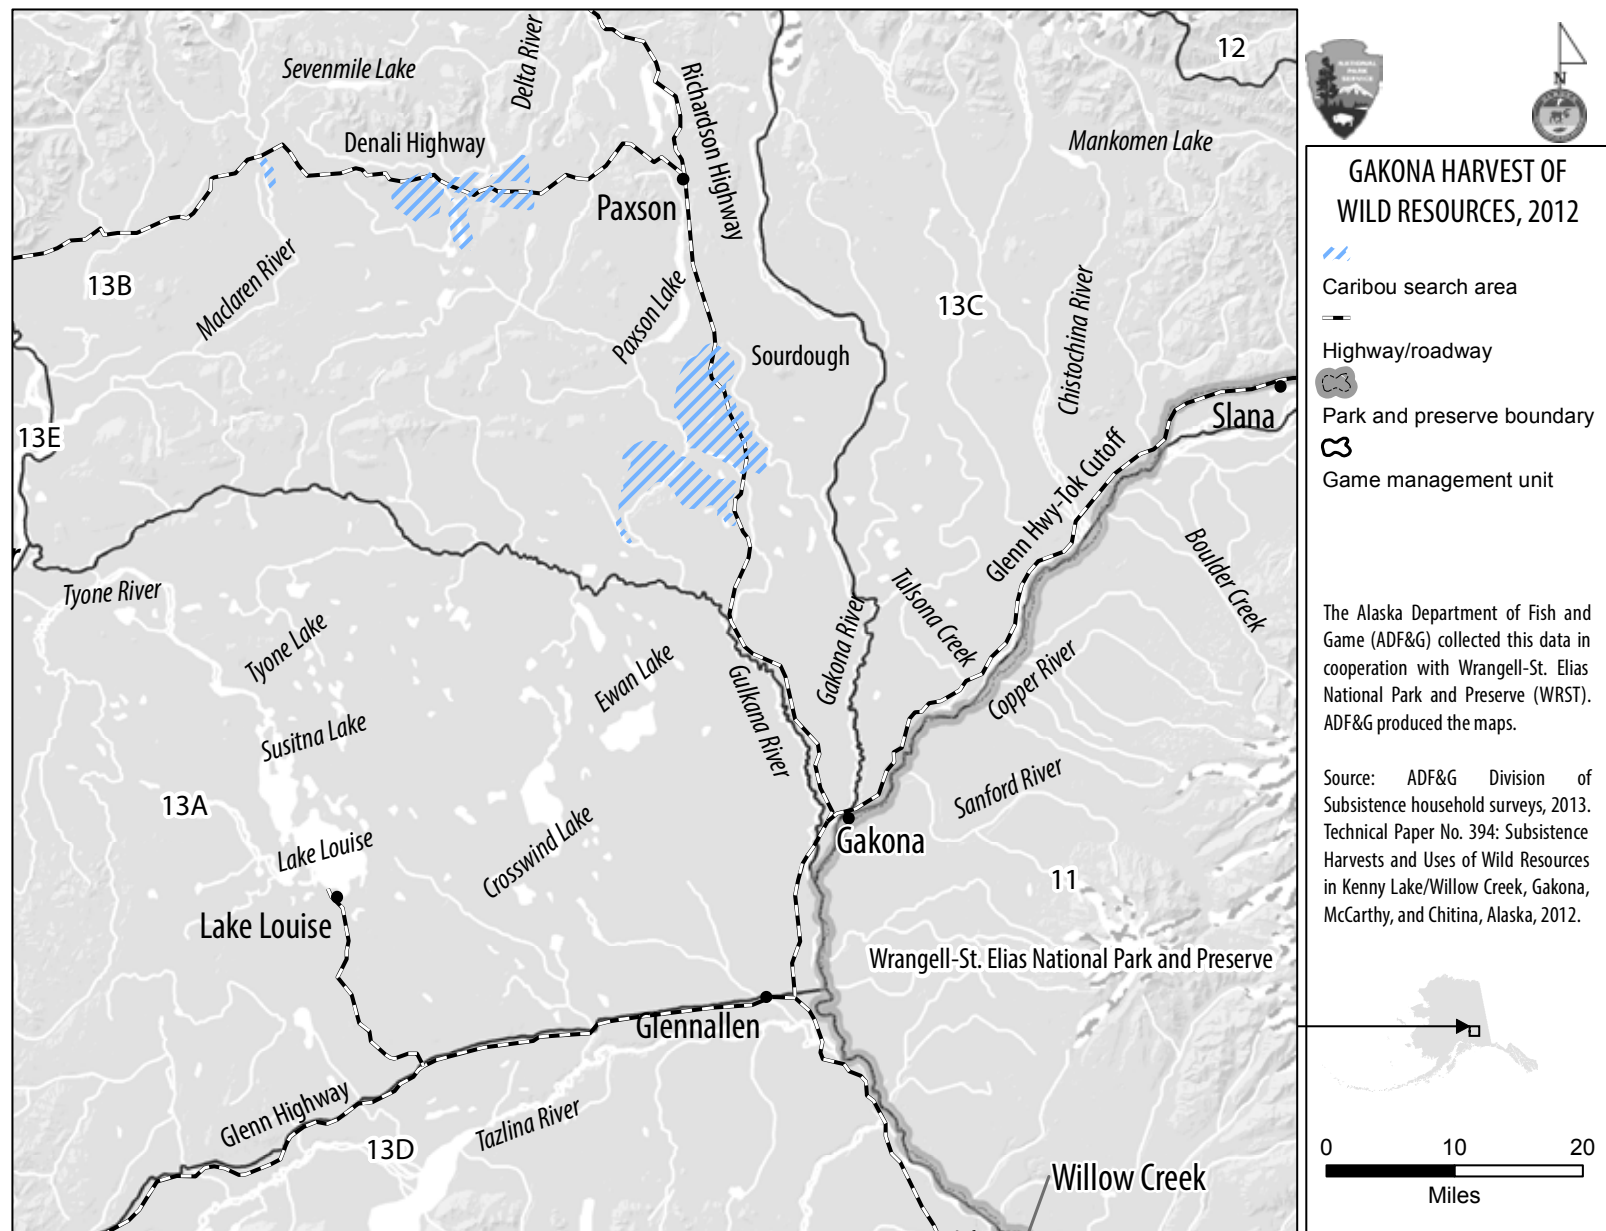 12
Sevenmile Lake
Delta River
Richardson Highway
Denali Highway
Mankomen Lake
Paxson
13B
Maclaren River
Paxson Lake
13C
Chistochina River
Sourdough
13E
Slana
Glenn Hwy-Tok Cutoff
Boulder Creek
Tyone River
Tyone Lake
Ewan Lake
Gulkana River
Gakona River
Tulsona Creek
Copper River
Susitna Lake
Sanford River
13A
Lake Louise
Crosswind Lake
Gakona
11
Lake Louise
Wrangell-St. Elias National Park and Preserve
Glennallen
Glenn Highway
Tazlina River
13D
Willow Creek
NATIONAL
PARK
SERVICE
N
GAKONA HARVEST OF
WILD RESOURCES, 2012
Caribou search area
Highway/roadway
Park and preserve boundary
Game management unit
The Alaska Department of Fish and
Game (ADF&G) collected this data in
cooperation with Wrangell-St. Elias
National Park and Preserve (WRST).
ADF&G produced the maps.
Source: ADF&G Division of
Subsistence household surveys, 2013.
Technical Paper No. 394: Subsistence
Harvests and Uses of Wild Resources
in Kenny Lake/Willow Creek, Gakona,
McCarthy, and Chitina, Alaska, 2012.
0 10 20
Miles